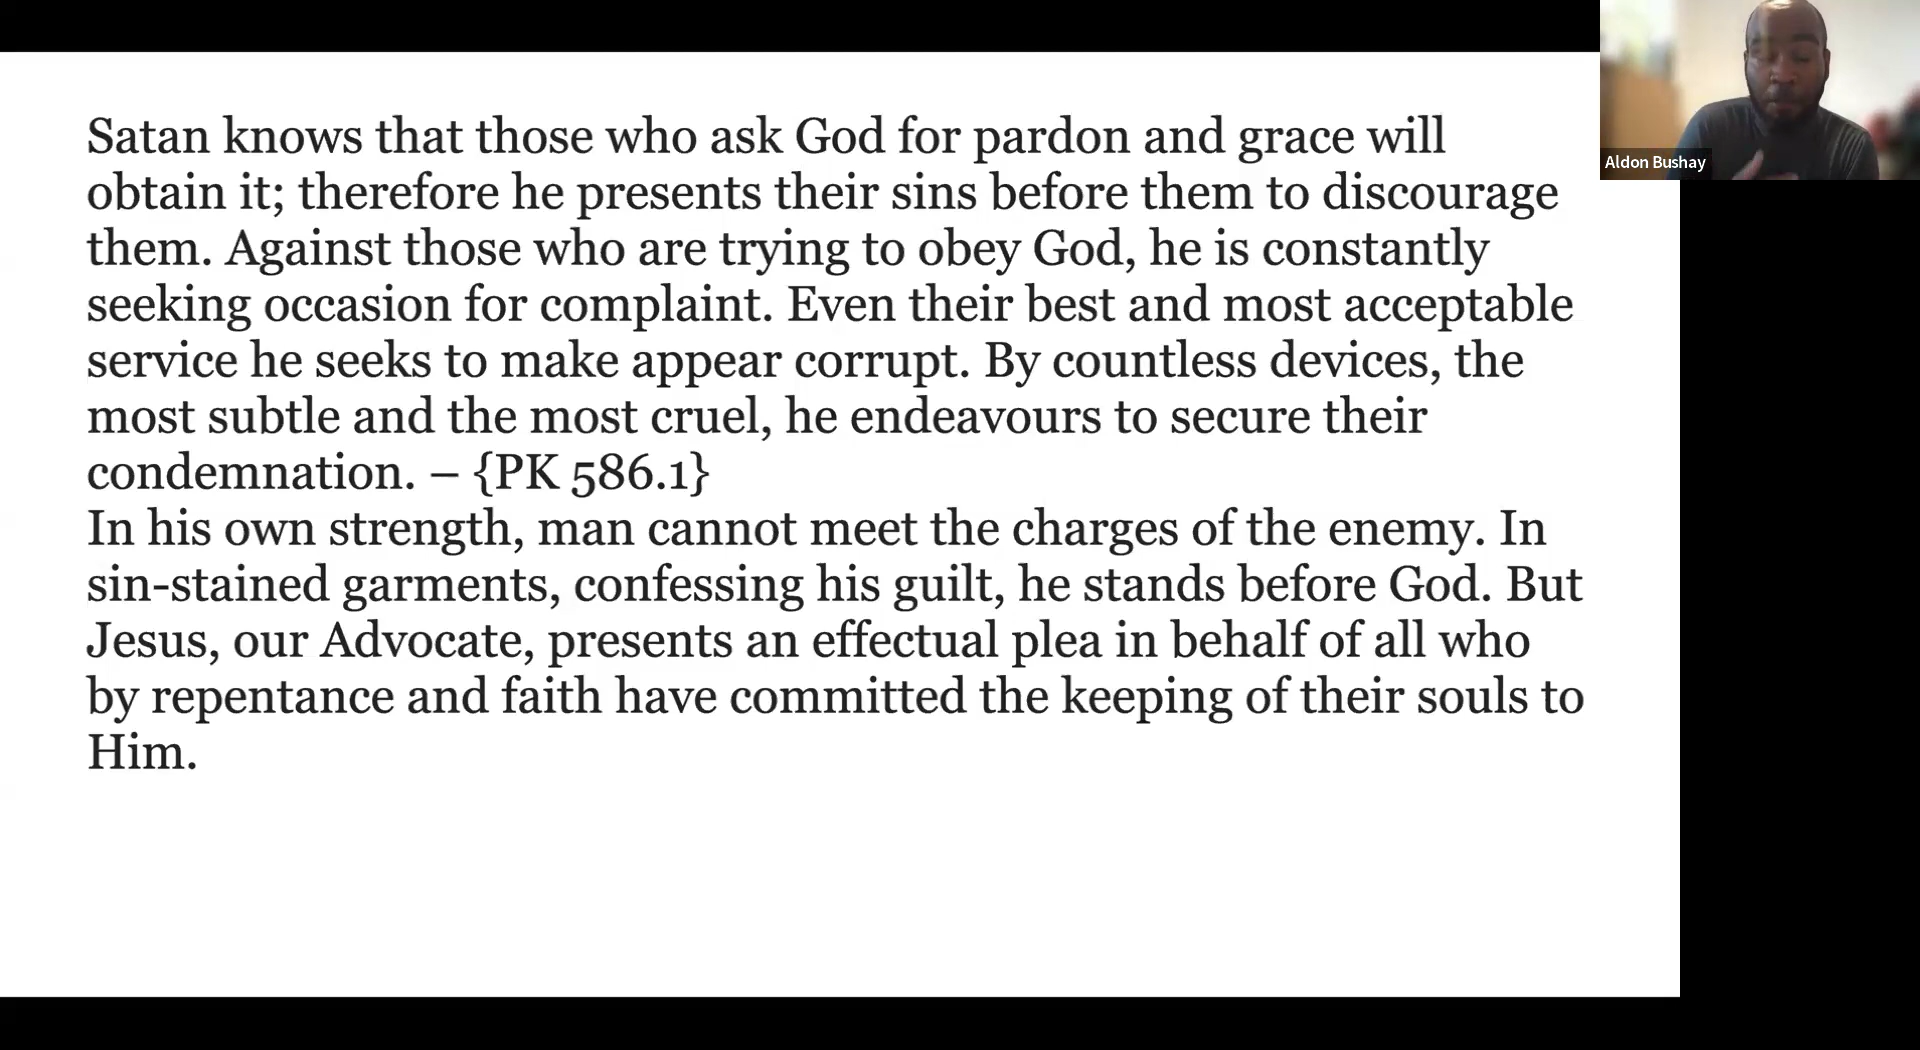 Satan knows that those who ask God for pardon and grace will
obtain it; therefore he presents their sins before them to discourage
them. Against those who are trying to obey God, he is constantly
seeking occasion for complaint. Even their best and most acceptable
service he seeks to make appear corrupt. By countless devices, the
most subtle and the most cruel, he endeavours to secure their
condemnation. – {PK 586.1}
In his own strength, man cannot meet the charges of the enemy. In
sin-stained garments, confessing his guilt, he stands before God. But
Jesus, our Advocate, presents an effectual plea in behalf of all who
by repentance and faith have committed the keeping of their souls to
Him.
Aldon Bushay